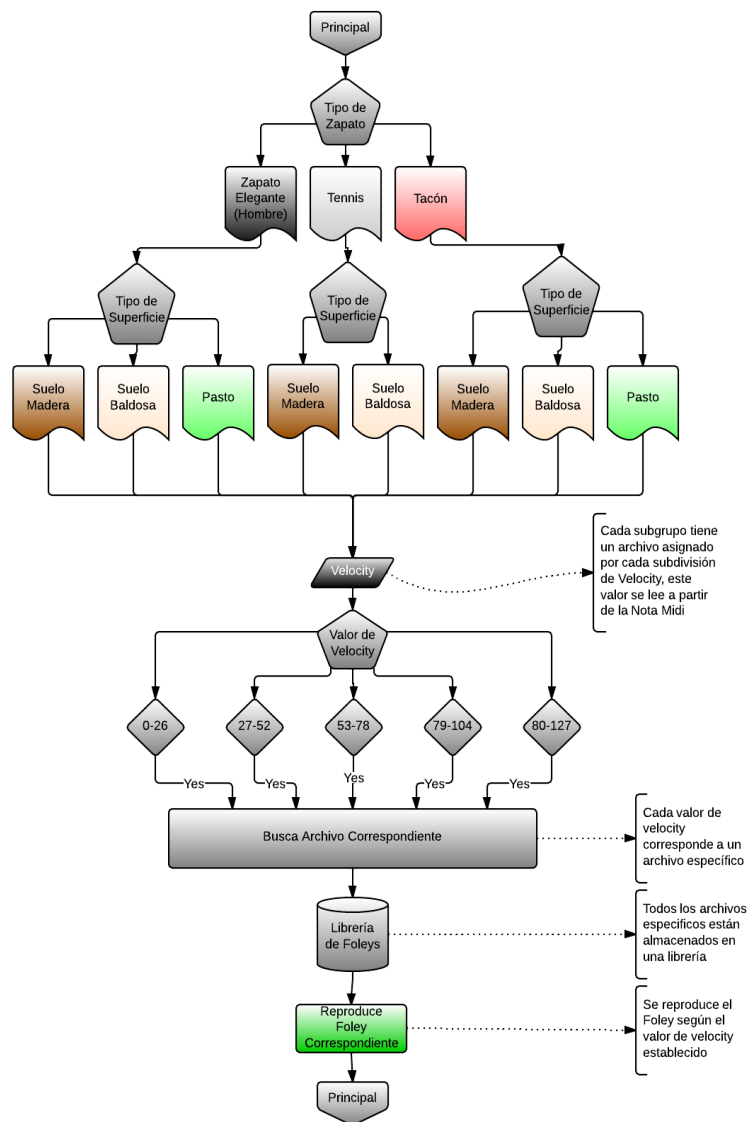 Principal
Tipo de
Zapato
Zapato
Elegante
(Hombre)
Tennis
Tacón
Tipo de
Superficie
Tipo de
Superficie
Tipo de
Superficie
Suelo
Madera
Suelo
Baldosa
Pasto
Suelo
Madera
Suelo
Baldosa
Suelo
Madera
Suelo
Baldosa
Pasto
Cada subgrupo tiene
un archivo asignado
por cada subdivisión
de Velocity, este
valor se lee a partir
de la Nota Midi
Velocity
Valor de
Velocity
0-26
27-52
53-78
79-104
80-127
Yes
Yes
Yes
Yes
Yes
Busca Archivo Correspondiente
Cada valor de
velocity
corresponde a un
archivo específico
Librería
de Foleys
Todos los archivos
especificos están
almacenados en
una librería
Reproduce
Foley
Correspondiente
Se reproduce el
Foley según el
valor de velocity
establecido
Principal